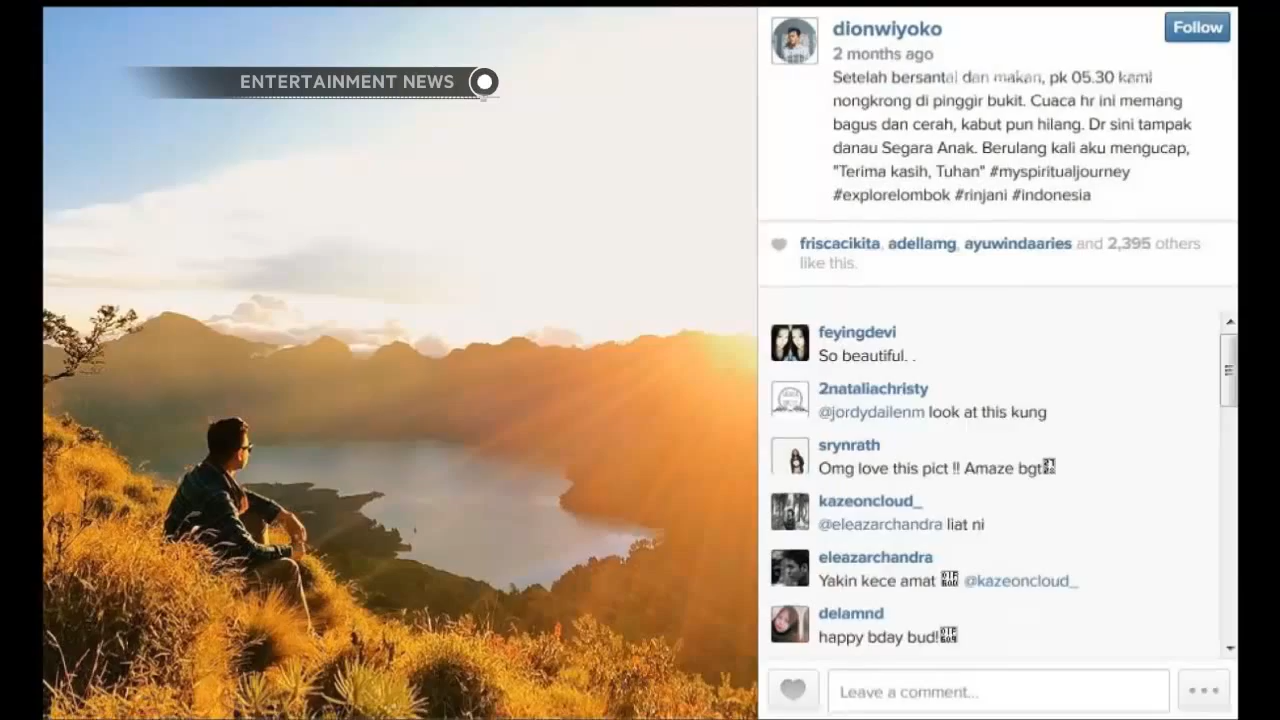 ENTERTAINMENT NEWS
dionwiyoko
Follow
2 months ago
Setelah bersantai dan makan, pk 05.30 kami
nongkrong di pinggir bukit. Cuaca hr ini memang
bagus dan cerah, kabut pun hilang. Dr sini tampak
danau Segara Anak. Berulang kali aku mengucap,
"Terima kasih, Tuhan" #myspiritualjourney
#explorelombok #rinjani #indonesia
friscacikita, adellamg, ayuwindaaries and 2,395 others
like this.
feyingdevi
So beautiful. .
2nataliachristy
@jordydailenm look at this kung
srynrath
Omg love this pict !! Amaze bgt
kazeoncloud_
@eleazarchandra liat ni
eleazarchandra
Yakin kece amat @kazeoncloud_
delamnd
happy bday bud!
Leave a comment...